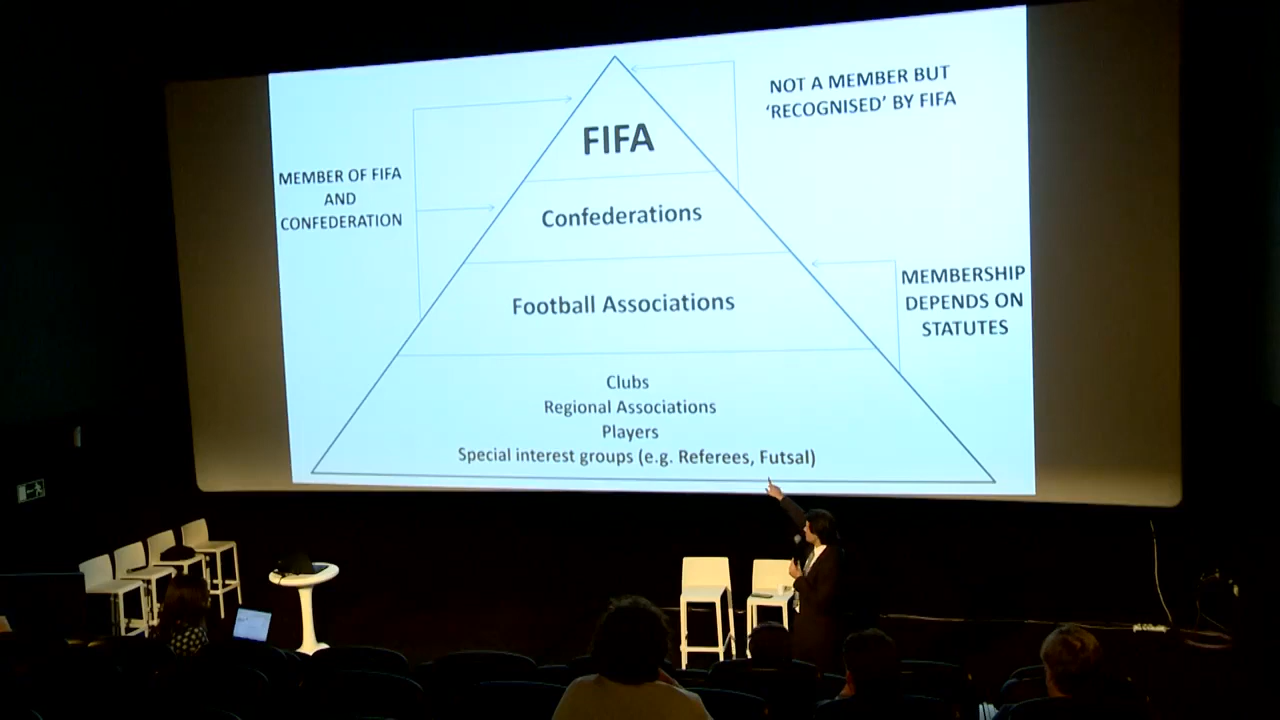 NOT A MEMBER BUT
‘RECOGNISED’ BY FIFA
FIFA
MEMBER OF FIFA
AND
CONFEDERATION
Confederations
MEMBERSHIP
DEPENDS ON
STATUTES
Football Associations
Clubs
Regional Associations
Players
Special interest groups (e.g. Referees, Futsal)